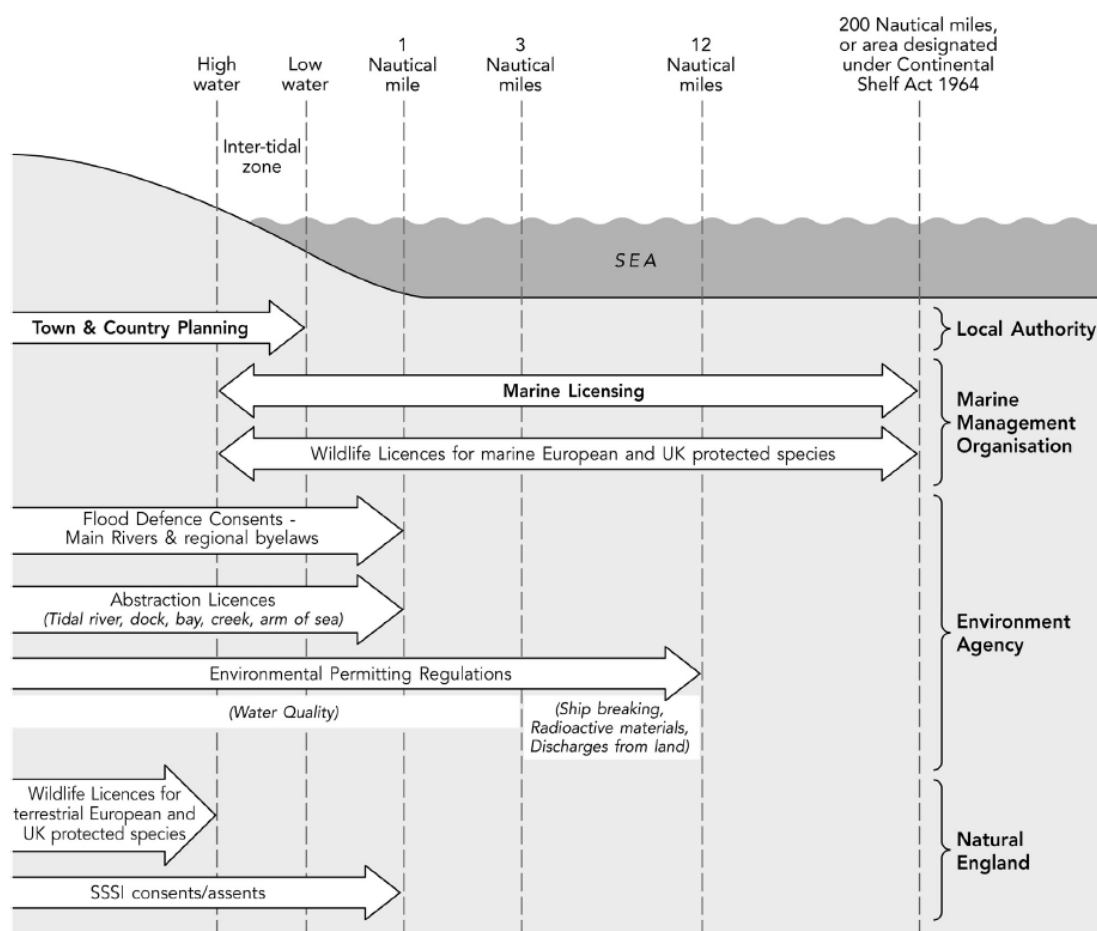 High
water
Low
water
1
Nautical
mile
3
Nautical
miles
12
Nautical
miles
200 Nautical miles,
or area designated
under Continental
Shelf Act 1964
Inter-tidal
zone
SEA
Town & Country Planning
Local Authority
Marine Licensing
Wildlife Licences for marine European and UK protected species
Marine
Management
Organisation
Flood Defence Consents -
Main Rivers & regional byelaws
Abstraction Licences
(Tidal river, dock, bay, creek, arm of sea)
Environmental Permitting Regulations
(Water Quality)
(Ship breaking,
Radioactive materials,
Discharges from land)
Environment
Agency
Wildlife Licences for
terrestrial European and
UK protected species
SSSI consents/assents
Natural
England